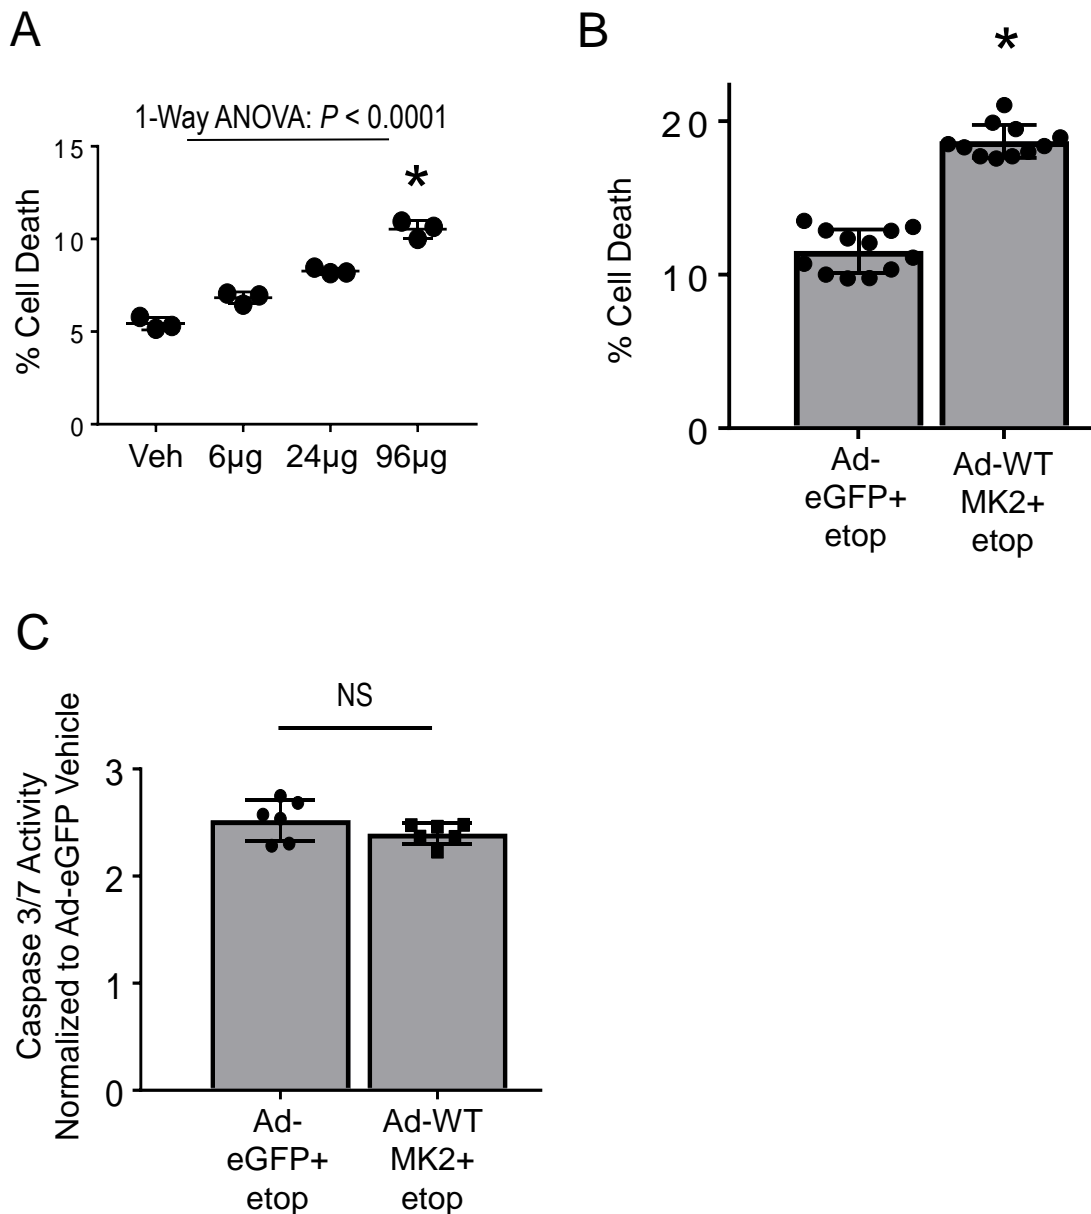 A
1-Way ANOVA: P < 0.0001
*
15
10
5
0
% Cell Death
Veh 6µg 24µg 96µg
B
*
20
10
0
% Cell Death
Ad-
eGFP+
etop
Ad-WT
MK2+
etop
C
NS
Caspase 3/7 Activity
Normalized to Ad-eGFP Vehicle
3
2
1
0
Ad-
eGFP+
etop
Ad-WT
MK2+
etop